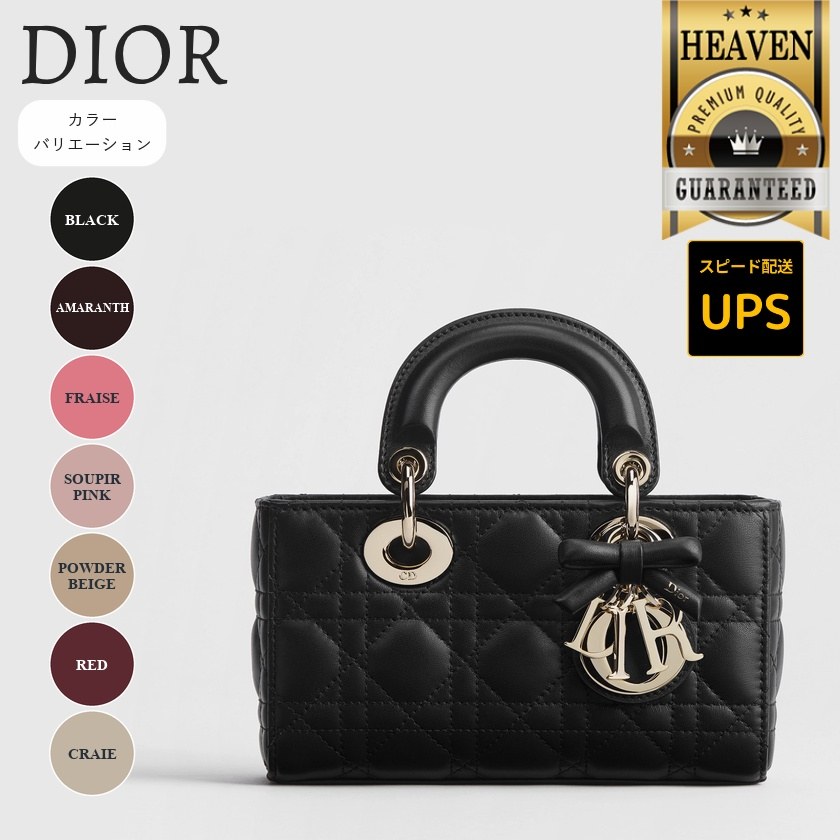 DIOR
カラー
バリエーション
BLACK
AMARANTH
FRAISE
SOUPIR
PINK
POWDER
BEIGE
RED
CRAIE
HEAVEN
PREMIUM QUALITY
GUARANTEED
スピード配送
UPS
CD
Dior